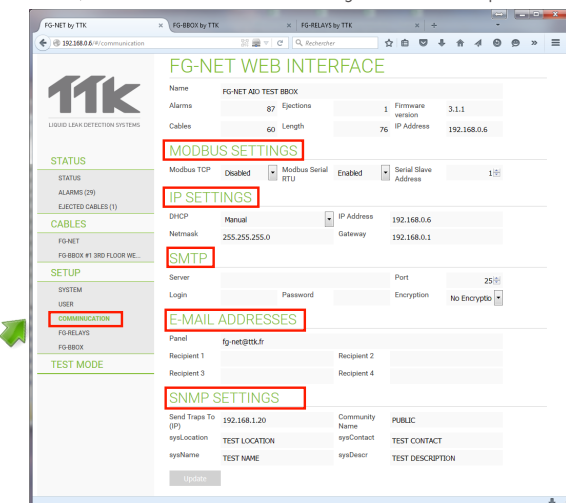 FG-NET by TTK × FG-BBOX by TTK × FG-RELAYS by TTK × +
192.168.0.6/#/communication Rechercher
TTK
LIQUID LEAK DETECTION SYSTEMS
STATUS
STATUS
ALARMS (29)
EJECTED CABLES (1)
CABLES
FG-NET
FG-BBOX #1 3RD FLOOR WE...
SETUP
SYSTEM
USER
COMMUNICATION
FG-RELAYS
FG-BBOX
TEST MODE
FG-NET WEB INTERFACE
Name FG-NET AIO TEST BBOX
Alarms 87 Ejections 1 Firmware version 3.1.1
Cables 60 Length 76 IP Address 192.168.0.6
MODBUS SETTINGS
Modbus TCP Disabled Modbus Serial RTU Enabled Serial Slave Address 1
IP SETTINGS
DHCP Manual IP Address 192.168.0.6
Netmask 255.255.255.0 Gateway 192.168.0.1
SMTP
Server Port 25
Login Password Encryption No Encryptio
E-MAIL ADDRESSES
Panel fg-net@ttk.fr
Recipient 1 Recipient 2
Recipient 3 Recipient 4
SNMP SETTINGS
Send Traps To (IP) 192.168.1.20 Community Name PUBLIC
sysLocation TEST LOCATION sysContact TEST CONTACT
sysName TEST NAME sysDescr TEST DESCRIPTION
Update